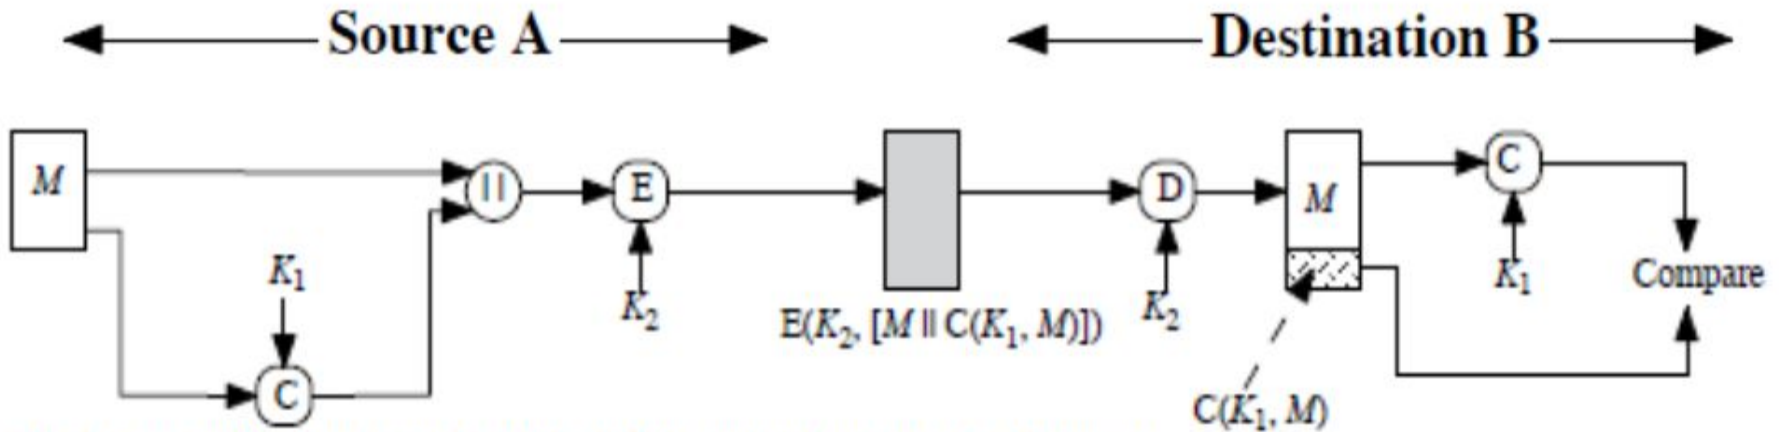 Source A
Destination B
M
||
E
D
M
C
K1
K2
K2
K1
Compare
E(K2, [M || C(K1, M)])
C
C(K1, M)